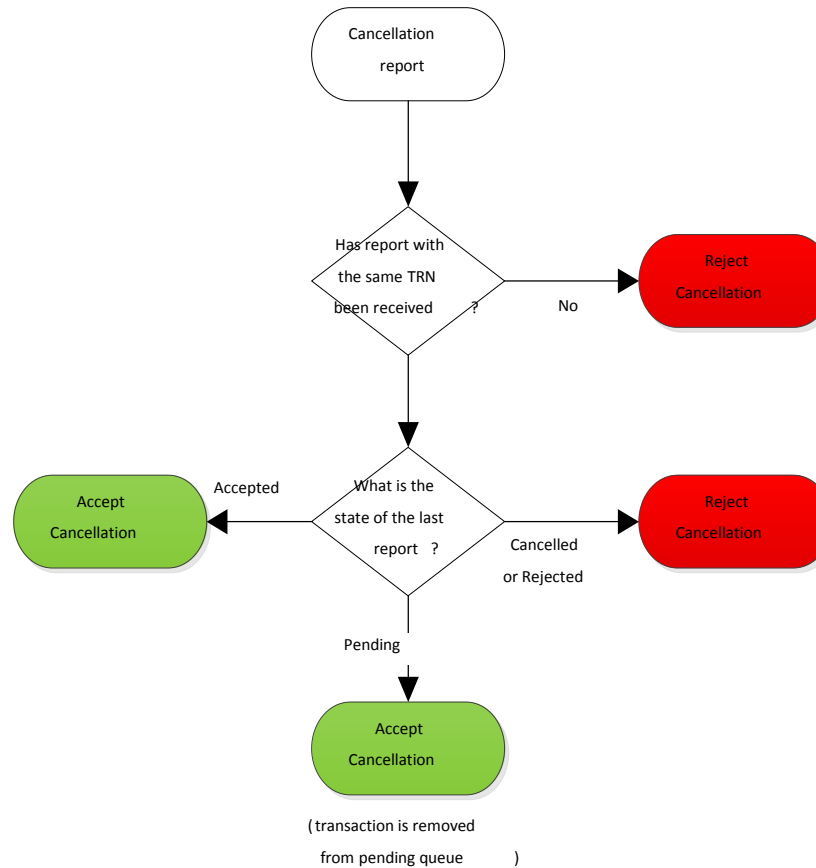 Cancellation
report
Has report with
the same TRN
been received ?
No
Reject
Cancellation
Accepted
Accept
Cancellation
What is the
state of the last
report ?
Cancelled
or Rejected
Reject
Cancellation
Pending
Accept
Cancellation
( transaction is removed
from pending queue )